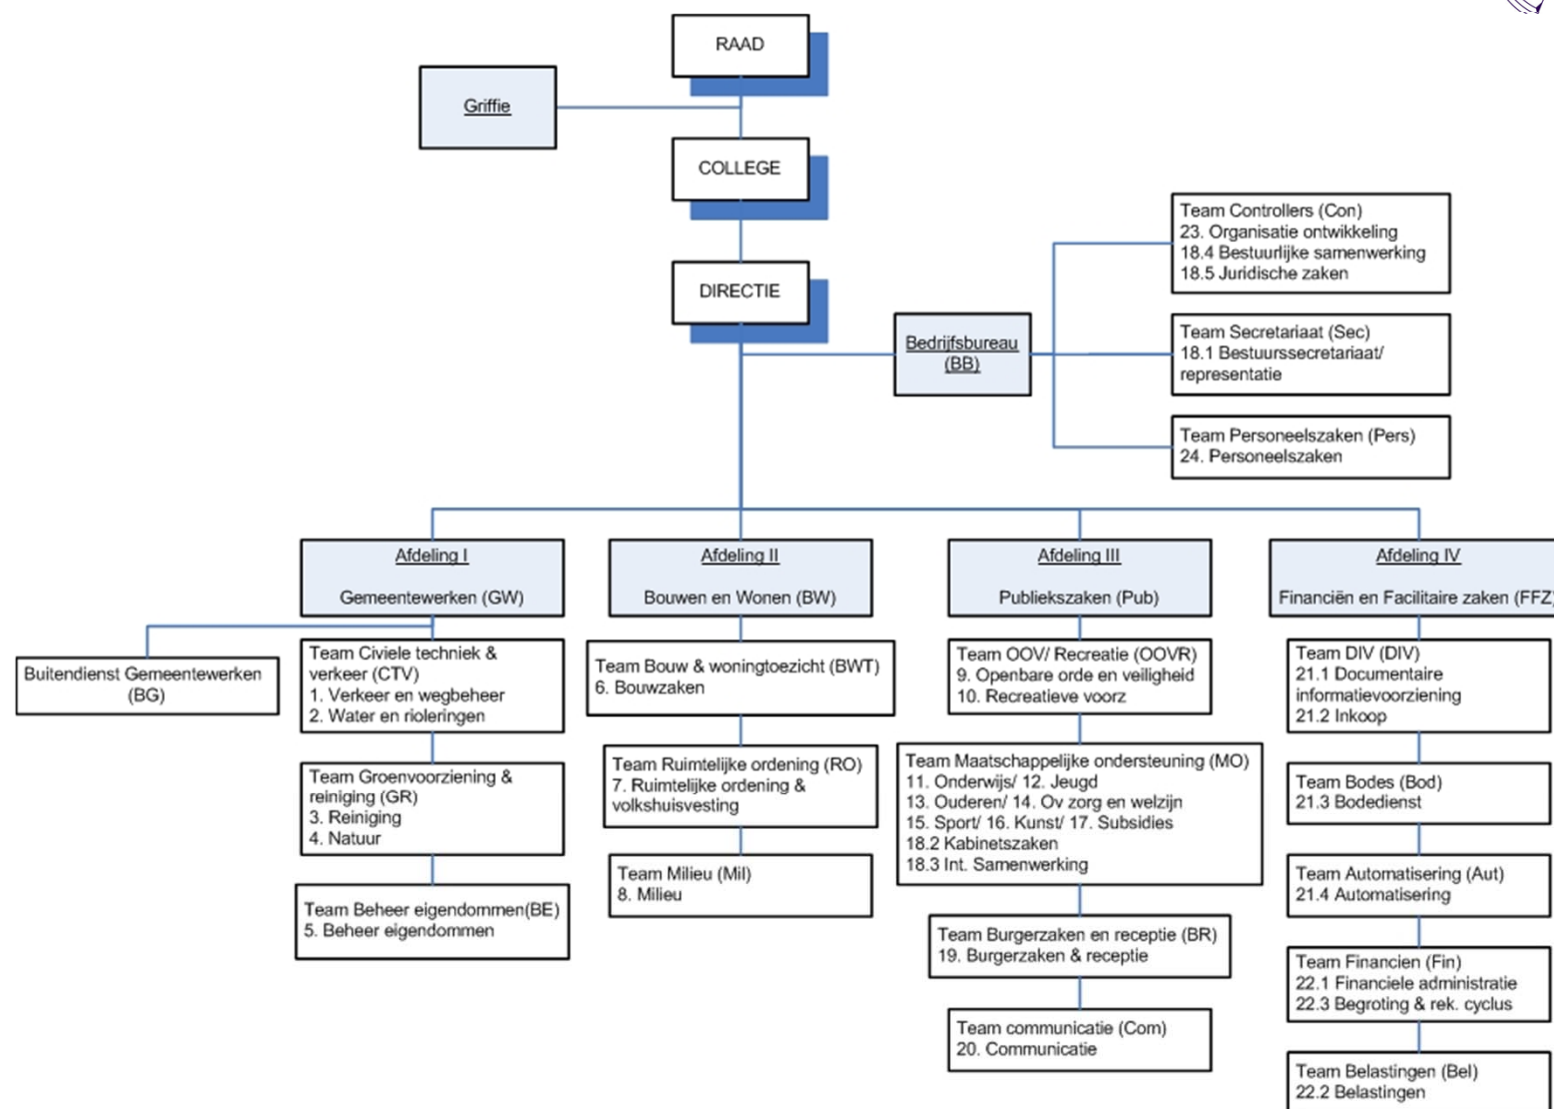 RAAD
Griffie
COLLEGE
DIRECTIE
Bedrijfsbureau
(BB)
Team Controllers (Con)
23. Organisatie ontwikkeling
18.4 Bestuurlijke samenwerking
18.5 Juridische zaken
Team Secretariaat (Sec)
18.1 Bestuurssecretariaat/
representatie
Team Personeelszaken (Pers)
24. Personeelszaken
Afdeling I
Gemeentewerken (GW)
Buitendienst Gemeentewerken
(BG)
Team Civiele techniek &
verkeer (CTV)
1. Verkeer en wegbeheer
2. Water en rioleringen
Team Groenvoorziening &
reiniging (GR)
3. Reiniging
4. Natuur
Team Beheer eigendommen(BE)
5. Beheer eigendommen
Afdeling II
Bouwen en Wonen (BW)
Team Bouw & woningtoezicht (BWT)
6. Bouwzaken
Team Ruimtelijke ordening (RO)
7. Ruimtelijke ordening &
volkshuisvesting
Team Milieu (Mil)
8. Milieu
Afdeling III
Publiekszaken (Pub)
Team OOV/ Recreatie (OOVR)
9. Openbare orde en veiligheid
10. Recreatieve voorz
Team Maatschappelijke ondersteuning (MO)
11. Onderwijs/ 12. Jeugd
13. Ouderen/ 14. Ov zorg en welzijn
15. Sport/ 16. Kunst/ 17. Subsidies
18.2 Kabinetszaken
18.3 Int. Samenwerking
Team Burgerzaken en receptie (BR)
19. Burgerzaken & receptie
Team communicatie (Com)
20. Communicatie
Afdeling IV
Financiën en Facilitaire zaken (FFZ)
Team DIV (DIV)
21.1 Documentaire
informatievoorziening
21.2 Inkoop
Team Bodes (Bod)
21.3 Bodedienst
Team Automatisering (Aut)
21.4 Automatisering
Team Financien (Fin)
22.1 Financiele administratie
22.3 Begroting & rek. cyclus
Team Belastingen (Bel)
22.2 Belastingen